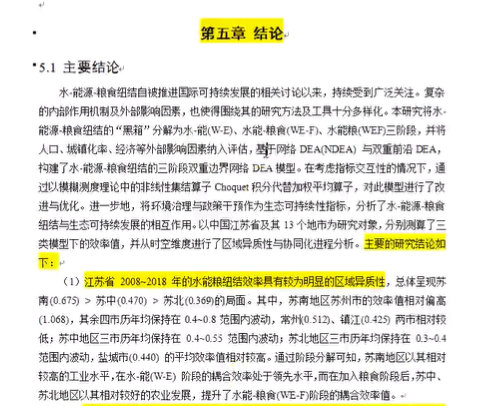 第五章 结论
5.1 主要结论
水-能源-粮食纽结自被推进国际可持续发展的相关讨论以来，持续受到广泛关注。复杂
的内部作用机制及外部影响因素，也使得围绕其的研究方法及工具十分多样化。本研究将水-
能源-粮食纽结的“黑箱”分解为水-能(W-E)、水能-粮食(WE-F)、水能粮(WEF)三阶段，并将
人口、城镇化率、经济等外部影响因素纳入评估，基于网络 DEA(NDEA) 与双重前沿 DEA，
构建了水-能-粮食纽结的三阶段双重边界网络 DEA 模型。在考虑指标交互性的情况下，通
过以模糊测度理论中的非线性集结算子 Choquet 积分代替加权平均算子，对此模型进行了改
进与优化。进一步地，将环境治理与政策干预作为生态可持续性指标，分析了水-能源-粮食
纽结与生态可持续发展的相互作用。以中国江苏省及其 13 个地市为研究对象，分别测算了三
类模型下的效率值，并从时空维度进行了区域异质性与协同化进程分析。主要的研究结论如
下：
（1）江苏省 2008~2018 年的水能粮纽结效率具有较为明显的区域异质性，总体呈现苏
南(0.675) > 苏中(0.470) > 苏北(0.369)的局面。其中，苏南地区苏州市的效率值相对偏高
(1.068)，其余四市历年均保持在 0.4~0.8 范围内波动，常州(0.512)、镇江(0.425) 两市相对较
低；苏中地区三市历年均保持在 0.4~0.55 范围内波动；苏北地区三市历年均保持在 0.3~0.4
范围内波动，盐城市(0.440) 的平均效率值相对较高。通过阶段分解可知，苏南地区以其相对
较高的工业水平，在水-能(W-E) 阶段的耦合效率处于领先水平，而在加入粮食阶段后，苏中、
苏北地区以其相对较好的农业发展，提升了水能-粮食(WE-F)阶段的耦合效率。